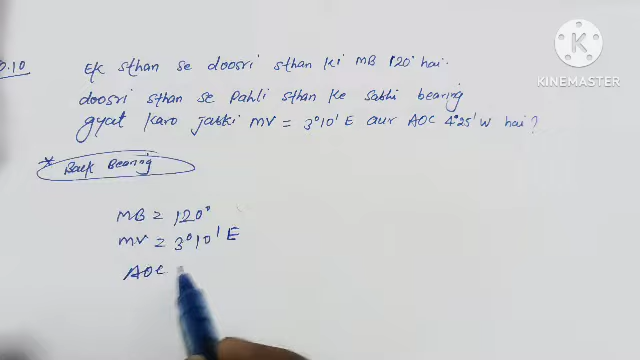 Q.10 Ek sthan se doosri sthan ki MB 120° hai.
doosri sthan se Pahli sthan ke sabhi bearing
gyat karo jabki MV = 3°10' E aur AOC 4°25' W hai ?
* Back Bearing
MB = 120°
MV = 3°10' E
AOC
K
KINEMASTER